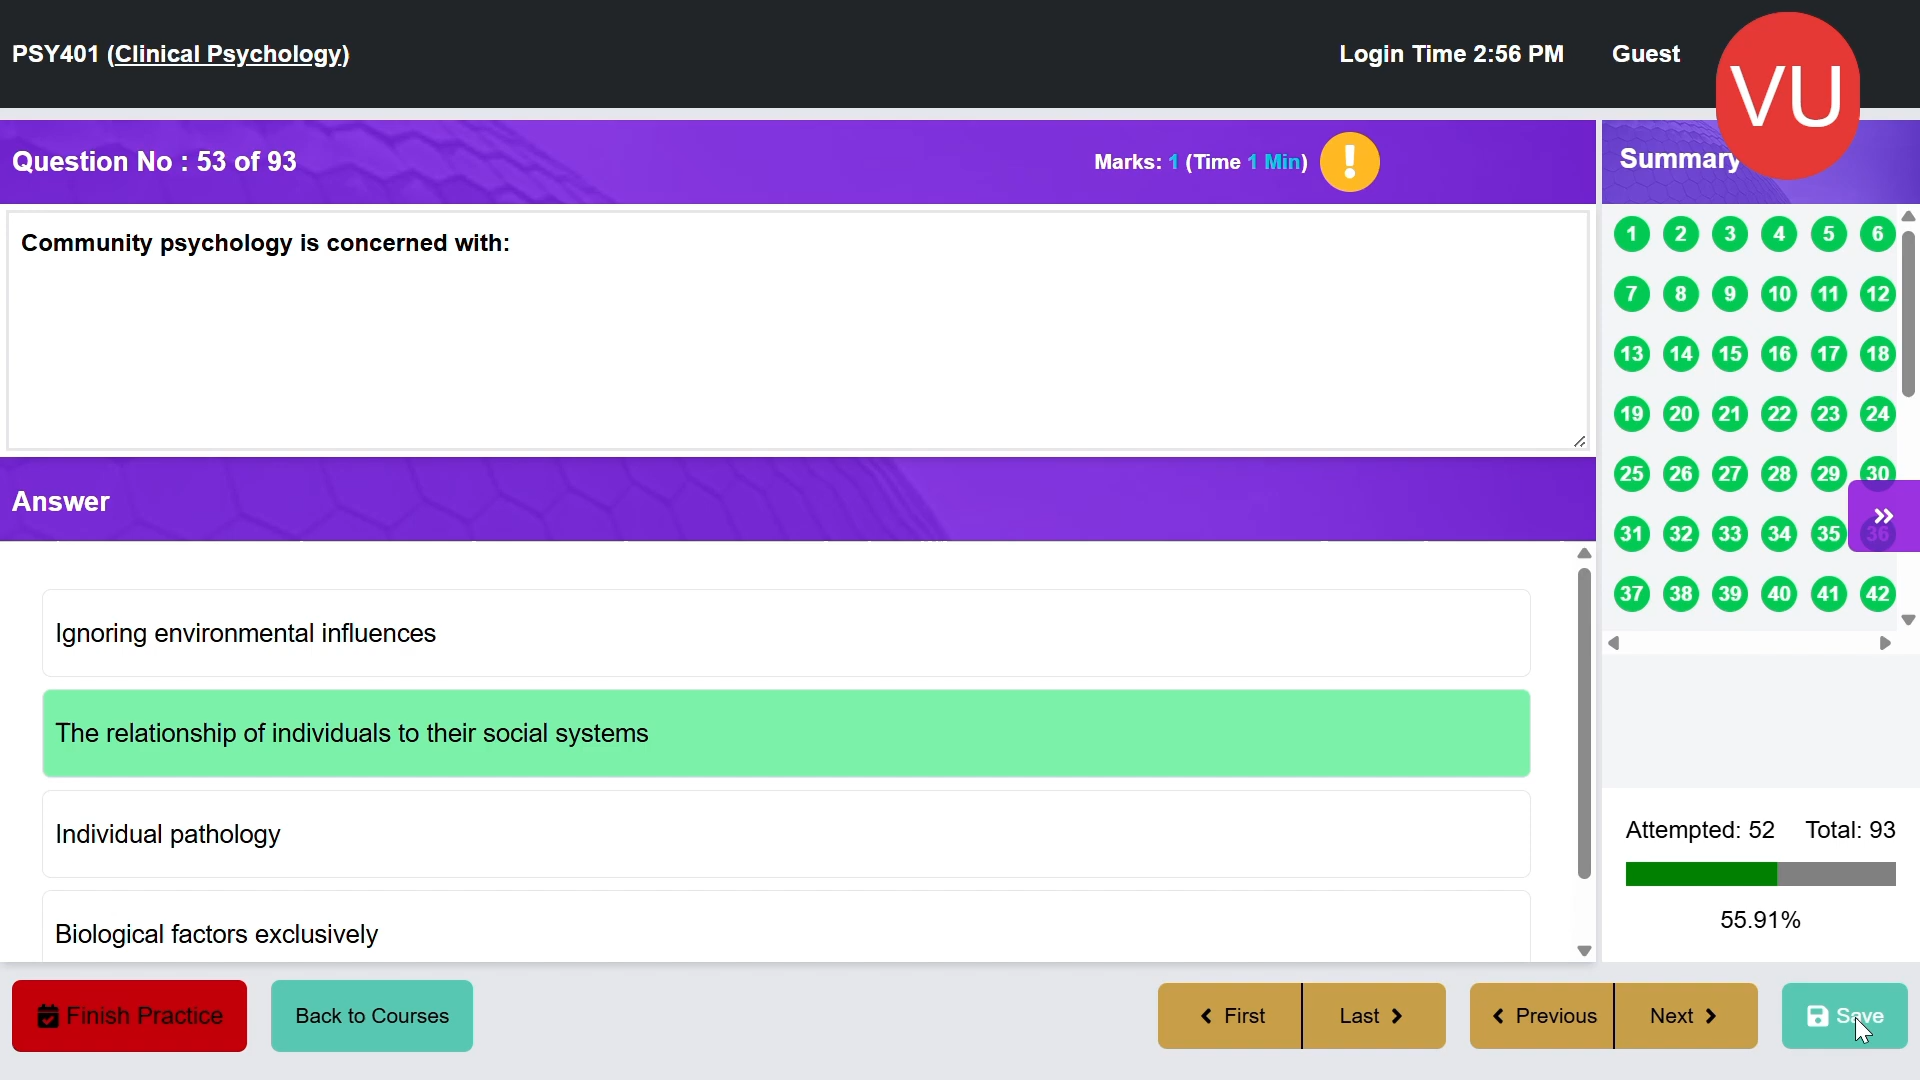 PSY401 (Clinical Psychology)
Login Time 2:56 PM
Guest
VU
Question No : 53 of 93
Marks: 1 (Time 1 Min)
!
Summary
Community psychology is concerned with:
1 2 3 4 5 6
7 8 9 10 11 12
13 14 15 16 17 18
19 20 21 22 23 24
25 26 27 28 29 30
31 32 33 34 35 36
37 38 39 40 41 42
Answer
Ignoring environmental influences
The relationship of individuals to their social systems
Individual pathology
Biological factors exclusively
Attempted: 52 Total: 93
55.91%
Finish Practice
Back to Courses
First
Last
Previous
Next
Save